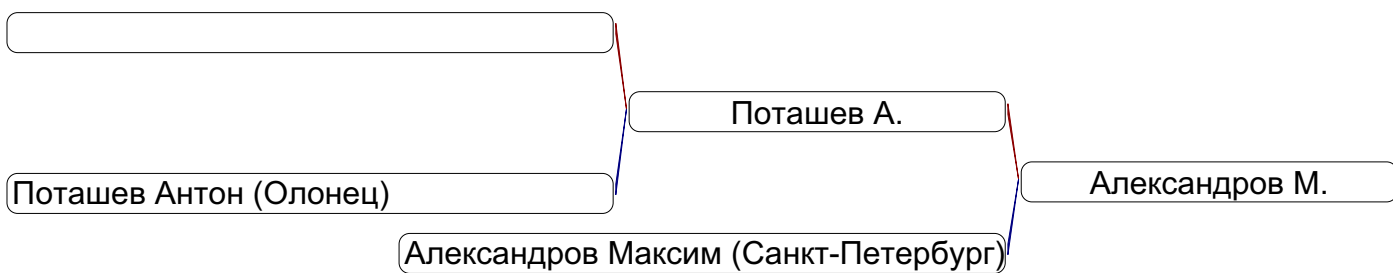 Поташев А.
Поташев Антон (Олонец)
Александров М.
Александров Максим (Санкт-Петербург)